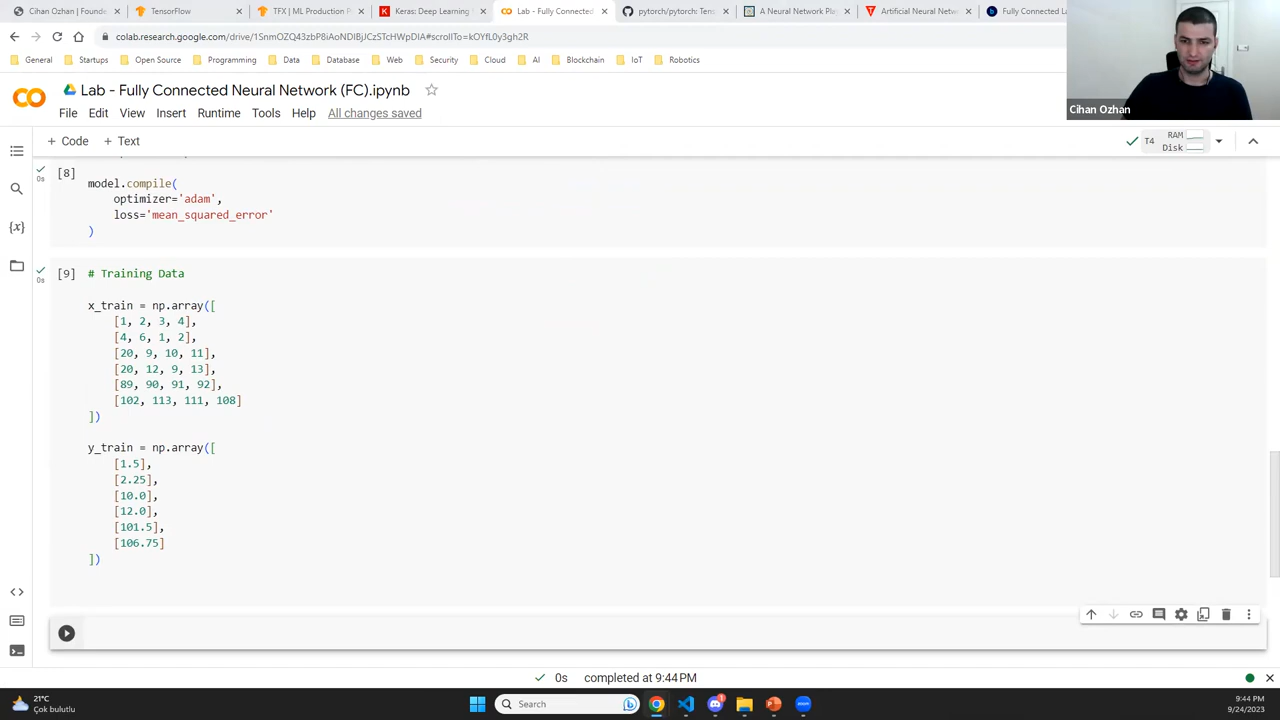 Cihan Ozhan | Founde
TensorFlow
TFX | ML Production P
Keras: Deep Learning
Lab - Fully Connected
pytorch/pytorch: Tens
A Neural Network Pla
Artificial Neural Netw
Fully Connected La
colab.research.google.com/drive/1SnmOZQ43zbP8iAoNDIBjJCzSTcHWpDIA#scrollTo=kOYfL0y3gh2R
General
Startups
Open Source
Programming
Data
Database
Web
Security
Cloud
AI
Blockchain
IoT
Robotics
Lab - Fully Connected Neural Network (FC).ipynb
File Edit View Insert Runtime Tools Help All changes saved
Cihan Ozhan
+ Code + Text
T4
RAM
Disk
[8]
0s
model.compile(
optimizer='adam',
loss='mean_squared_error'
)
[9] # Training Data
0s
x_train = np.array([
[1, 2, 3, 4],
[4, 6, 1, 2],
[20, 9, 10, 11],
[20, 12, 9, 13],
[89, 90, 91, 92],
[102, 113, 111, 108]
])
y_train = np.array([
[1.5],
[2.25],
[10.0],
[12.0],
[101.5],
[106.75]
])
0s completed at 9:44 PM
21°C
Çok bulutlu
Search
9:44 PM
9/24/2023